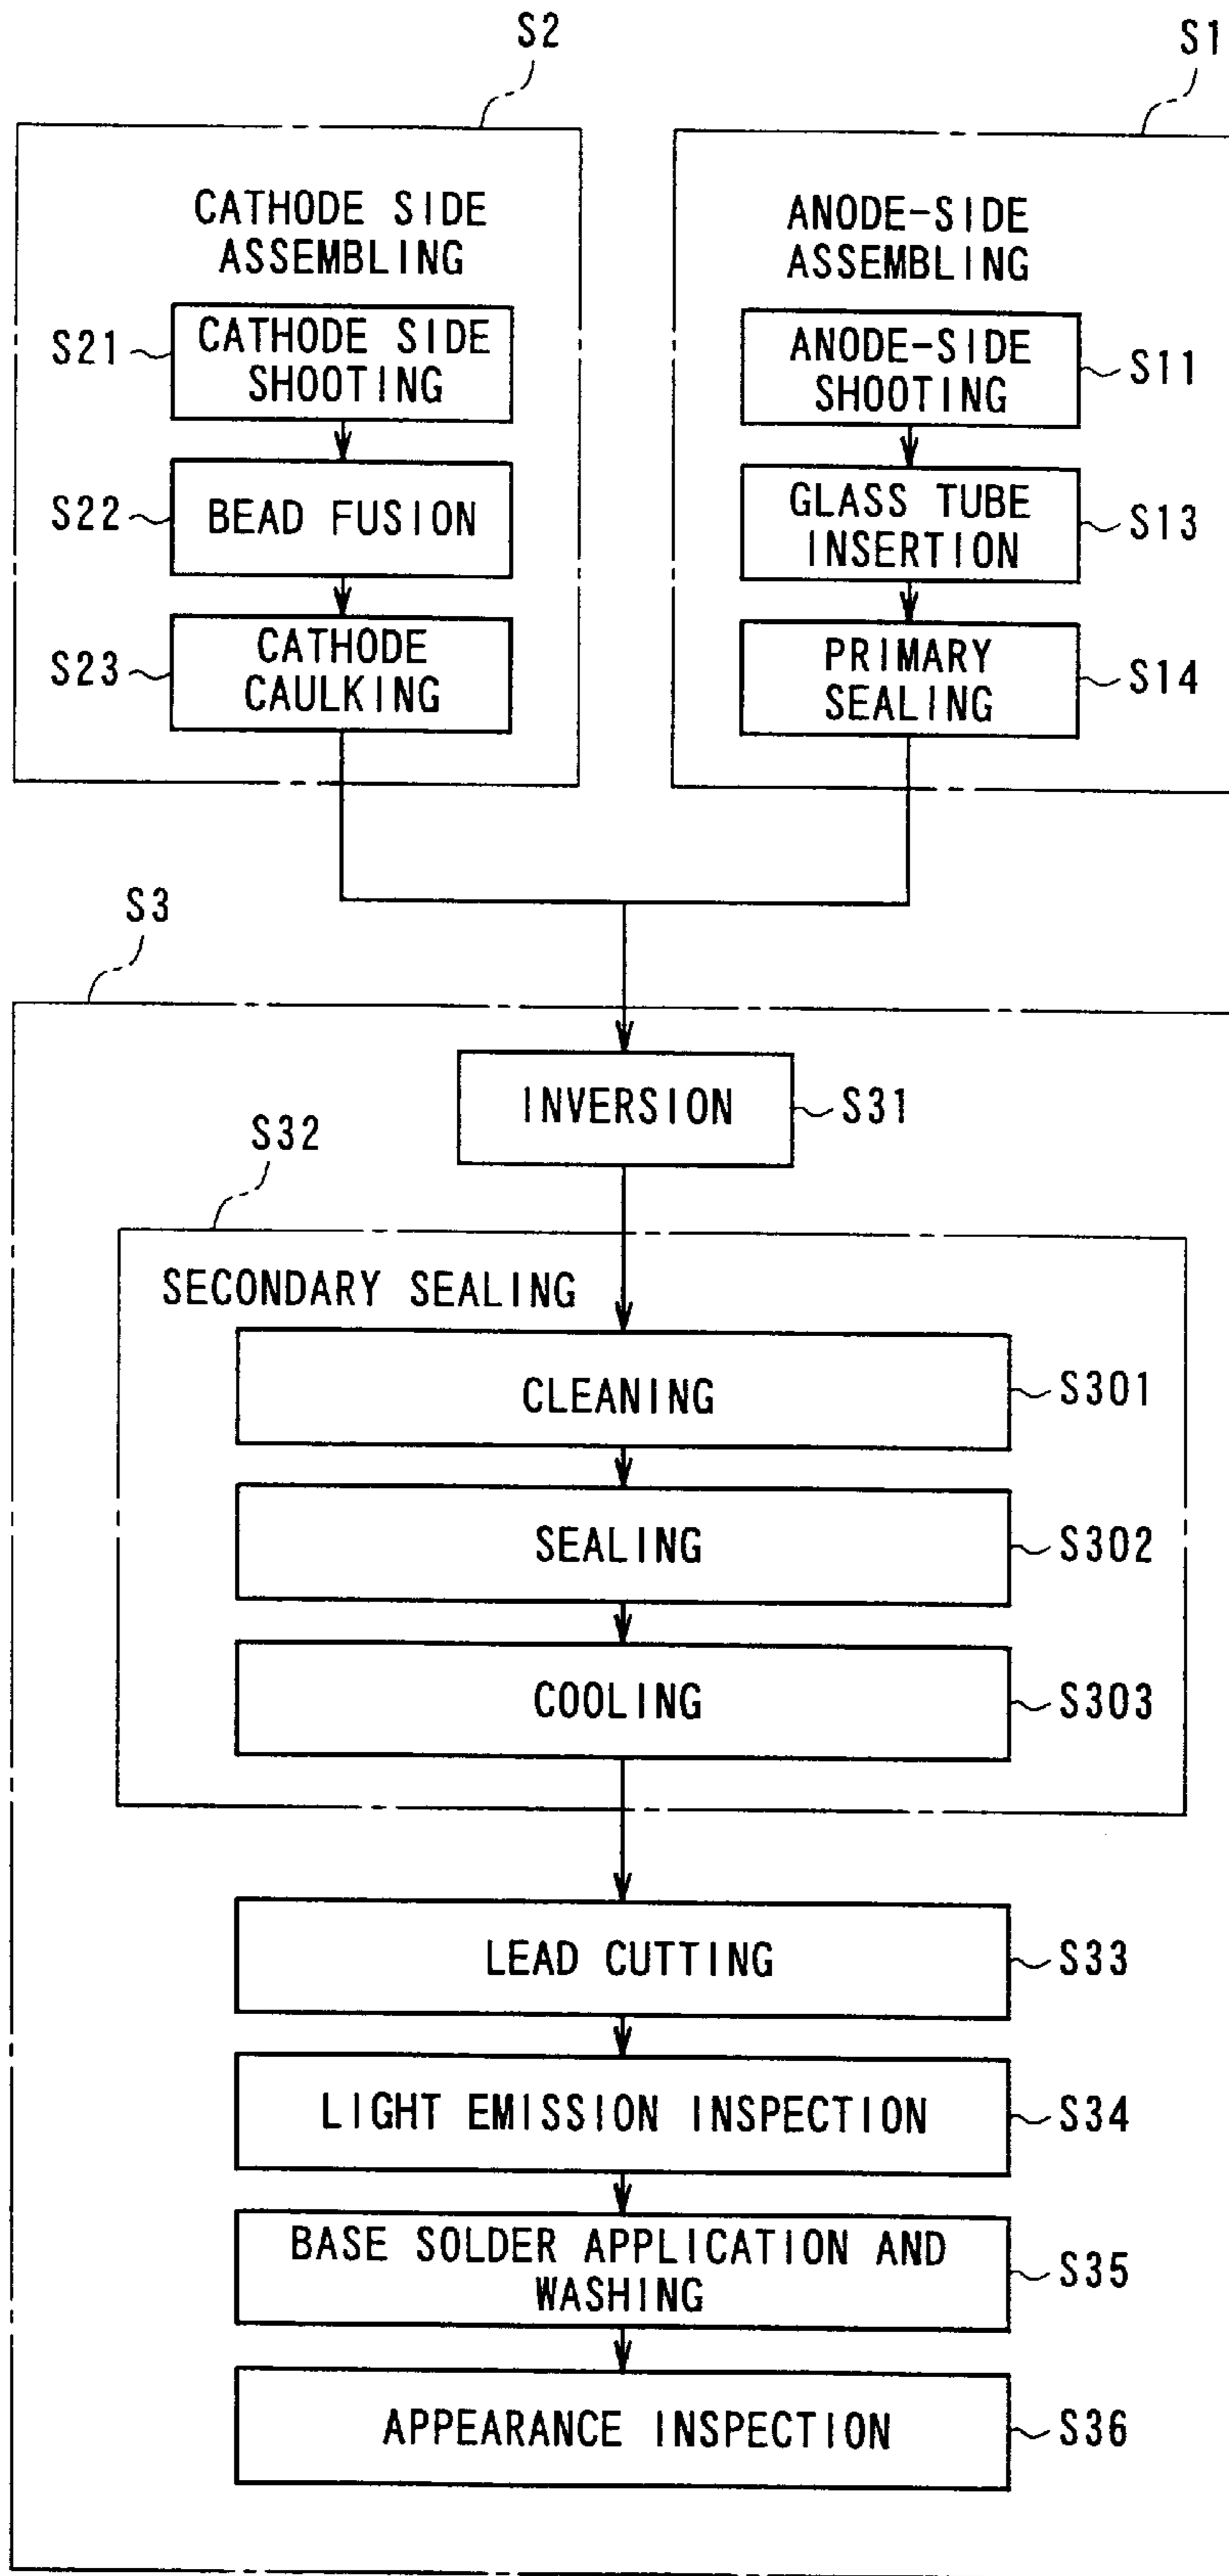 S2
S1
CATHODE SIDE
ASSEMBLING
S21
CATHODE SIDE
SHOOTING
S22
BEAD FUSION
S23
CATHODE
CAULKING
ANODE-SIDE
ASSEMBLING
ANODE-SIDE
SHOOTING
S11
GLASS TUBE
INSERTION
S13
PRIMARY
SEALING
S14
S3
INVERSION
S31
S32
SECONDARY SEALING
CLEANING
S301
SEALING
S302
COOLING
S303
LEAD CUTTING
S33
LIGHT EMISSION INSPECTION
S34
BASE SOLDER APPLICATION AND
WASHING
S35
APPEARANCE INSPECTION
S36